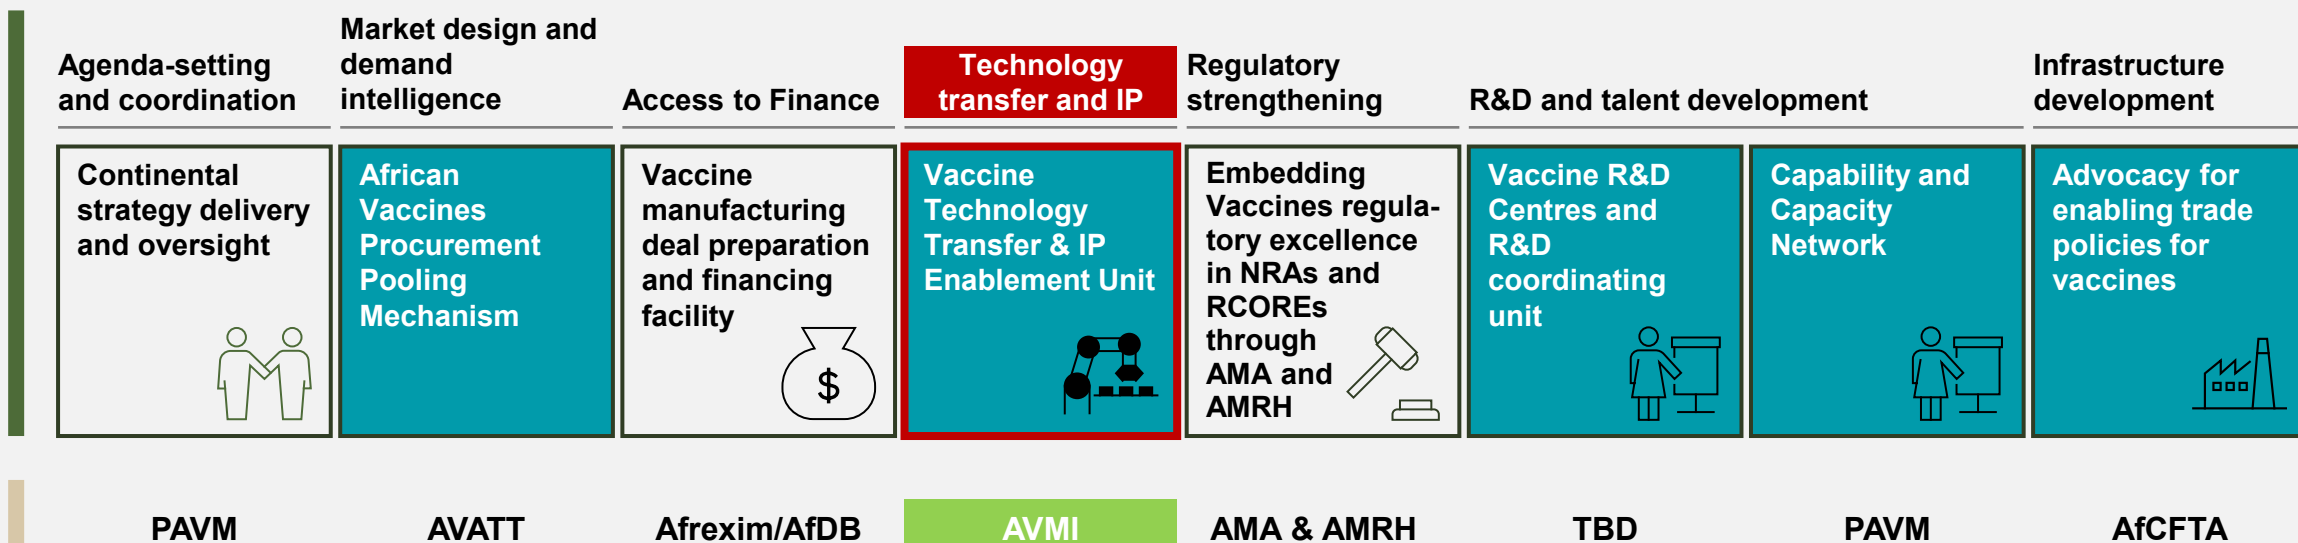 Agenda-setting
and coordination
Market design and
demand
intelligence
Access to Finance
Technology
transfer and IP
Regulatory
strengthening
R&D and talent development
Infrastructure
development
Continental
strategy delivery
and oversight
African
Vaccines
Procurement
Pooling
Mechanism
Vaccine
manufacturing
deal preparation
and financing
facility
$
Vaccine
Technology
Transfer & IP
Enablement Unit
Embedding
Vaccines regula-
tory excellence
in NRAs and
RCOREs
through
AMA and
AMRH
Vaccine R&D
Centres and
R&D
coordinating
unit
Capability and
Capacity
Network
Advocacy for
enabling trade
policies for
vaccines
PAVM
AVATT
Afrexim/AfDB
AVMI
AMA & AMRH
TBD
PAVM
AfCFTA